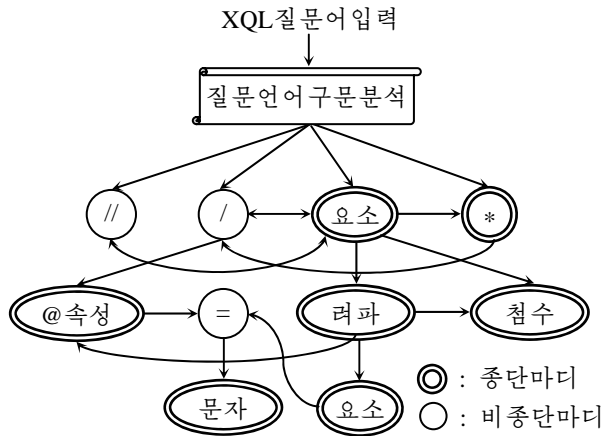 XQL질문어입력
질문언어구문분석
// / 요소 *
@속성 = 려파 첨수
문자 요소
◎ : 종단마디
○ : 비종단마디